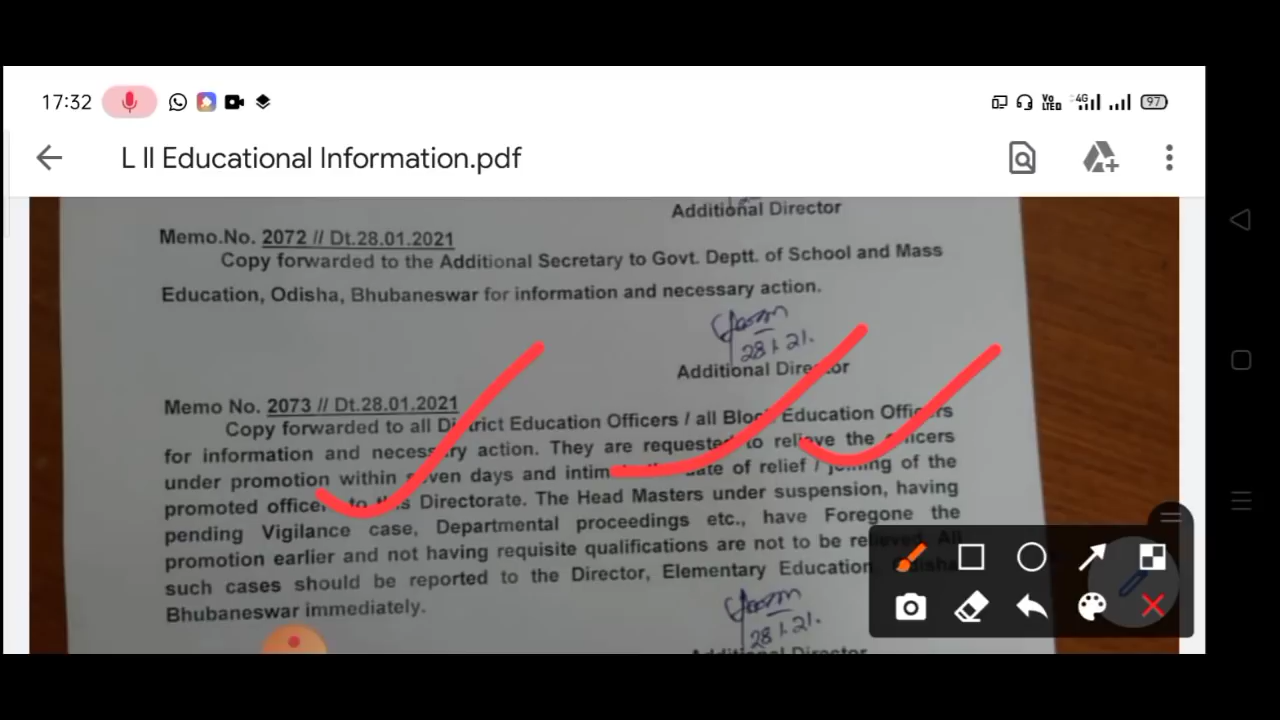 17:32
Vo
LTED
4G
97
L ll Educational Information.pdf
Additional Director
Memo.No. 2072 // Dt.28.01.2021
Copy forwarded to the Additional Secretary to Govt. Deptt. of School and Mass
Education, Odisha, Bhubaneswar for information and necessary action.
28.1.21.
Additional Director
Memo No. 2073 // Dt.28.01.2021
Copy forwarded to all District Education Officers / all Block Education Officers
for information and necessary action. They are requested to relieve the officers
under promotion within seven days and intimate the date of relief / joining of the
promoted officer to this Directorate. The Head Masters under suspension, having
pending Vigilance case, Departmental proceedings etc., have Foregone the
promotion earlier and not having requisite qualifications are not to be relieved. All
such cases should be reported to the Director, Elementary Education, Odisha
Bhubaneswar immediately.
28.1.21.
Additional Director